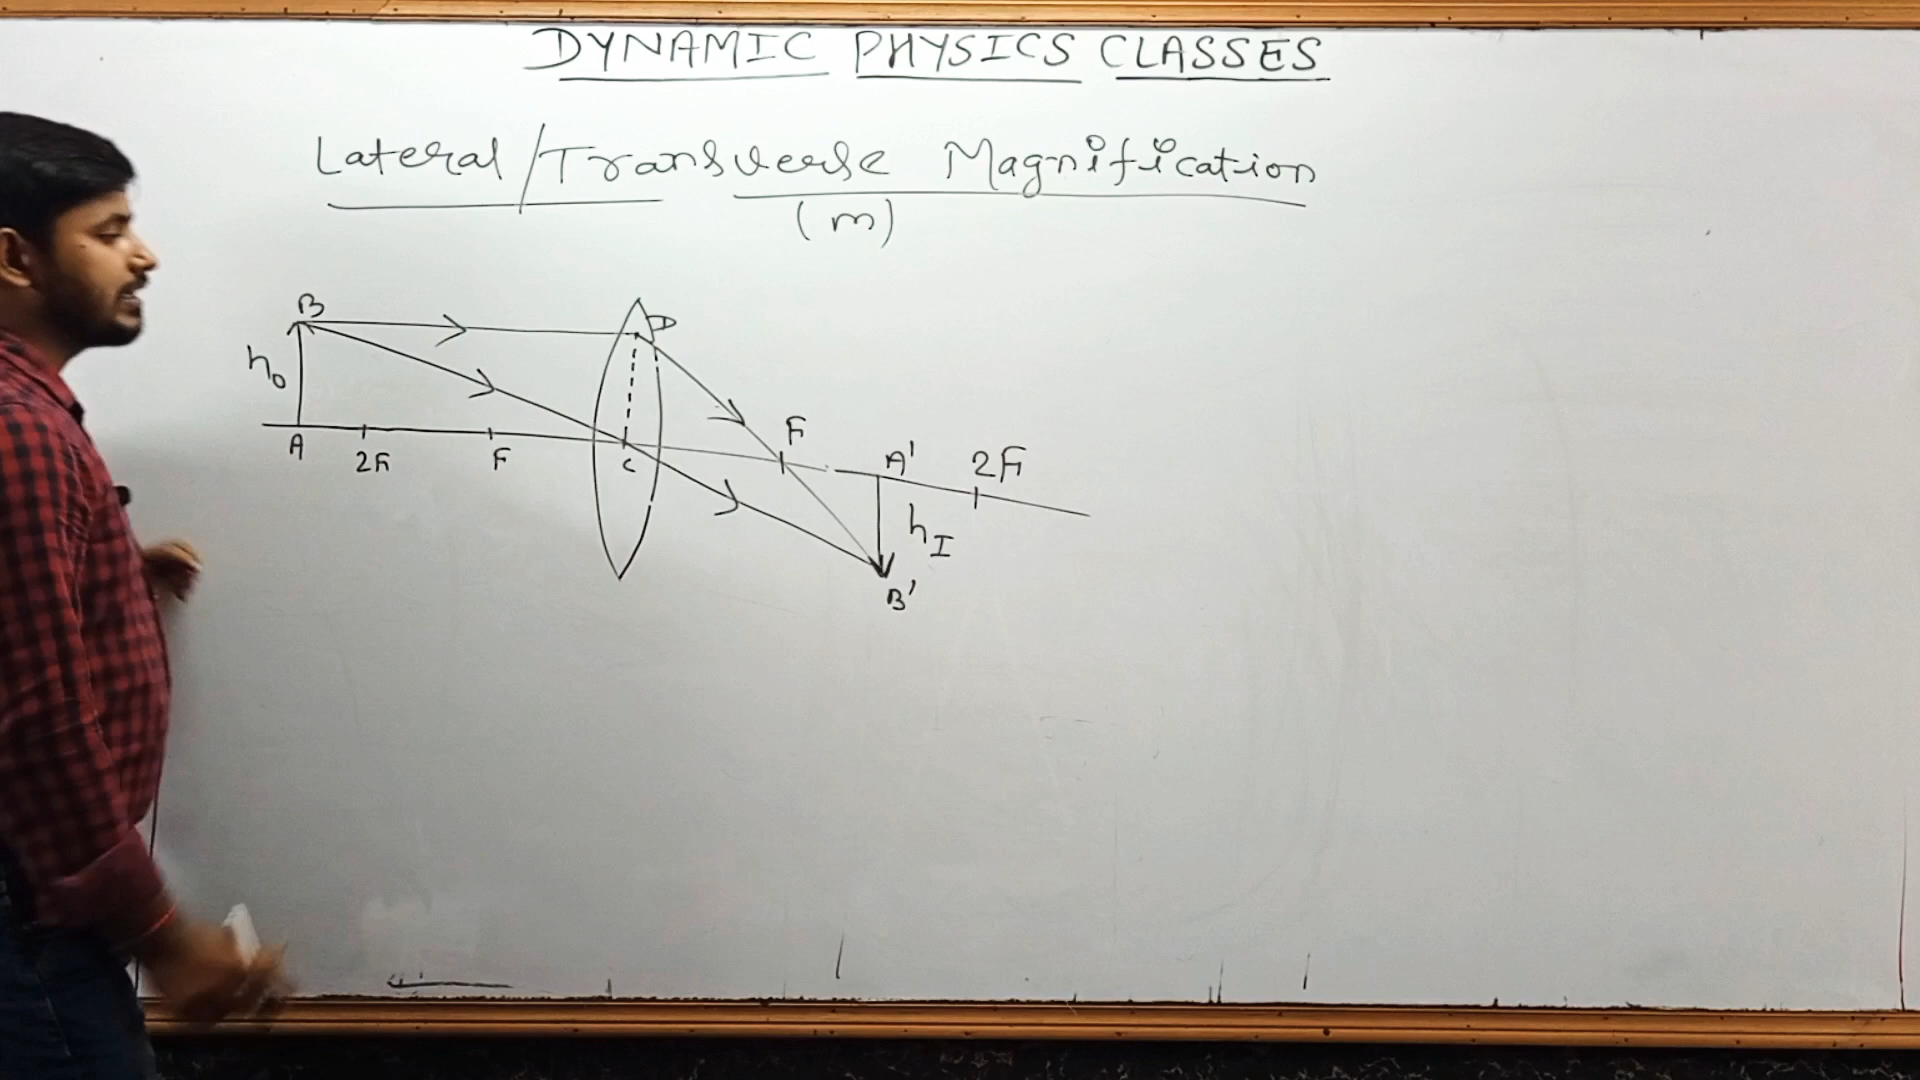 DYNAMIC PHYSICS CLASSES
Lateral/Transverse Magnification
(m)
B
D
h₀
A
2F
F
C
F
A'
2F
h_I
B'